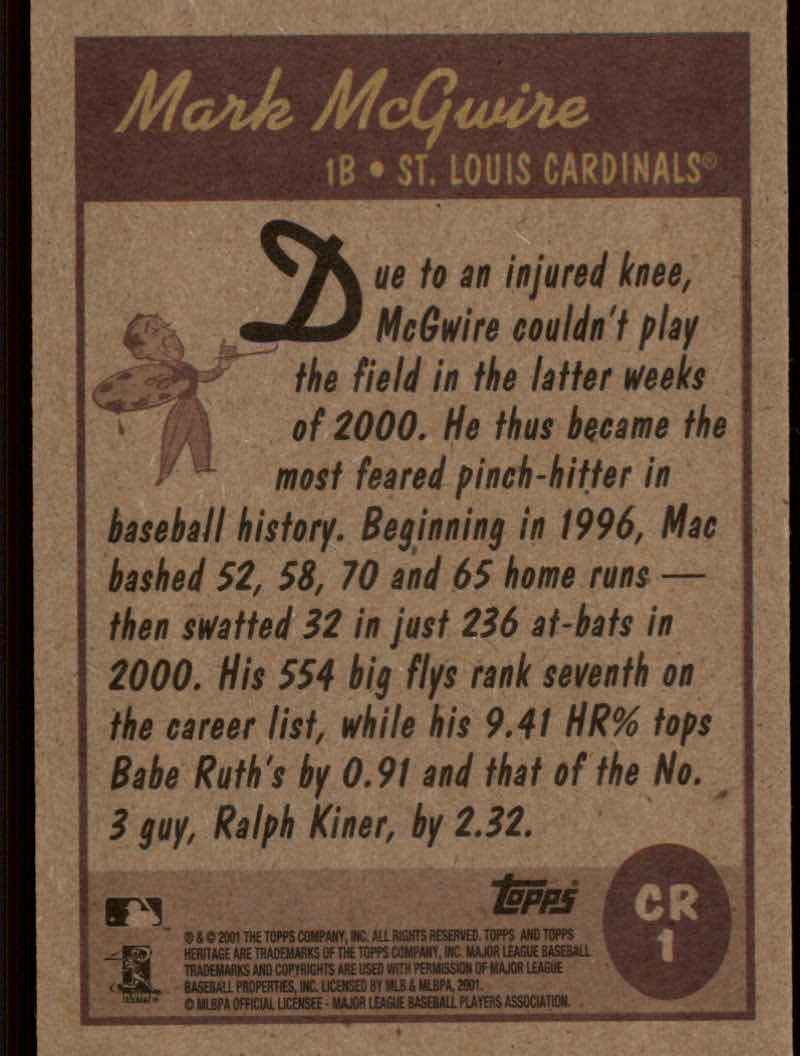 Mark McGwire
1B • ST. LOUIS CARDINALS®
Due to an injured knee,
McGwire couldn't play
the field in the latter weeks
of 2000. He thus became the
most feared pinch-hitter in
baseball history. Beginning in 1996, Mac
bashed 52, 58, 70 and 65 home runs —
then swatted 32 in just 236 at-bats in
2000. His 554 big flys rank seventh on
the career list, while his 9.41 HR% tops
Babe Ruth's by 0.91 and that of the No.
3 guy, Ralph Kiner, by 2.32.
topps
CR
1
® & © 2001 THE TOPPS COMPANY, INC. ALL RIGHTS RESERVED. TOPPS AND TOPPS
HERITAGE ARE TRADEMARKS OF THE TOPPS COMPANY, INC. MAJOR LEAGUE BASEBALL
TRADEMARKS AND COPYRIGHTS ARE USED WITH PERMISSION OF MAJOR LEAGUE
BASEBALL PROPERTIES, INC. LICENSED BY MLB & MLBPA, 2001.
© MLBPA OFFICIAL LICENSEE - MAJOR LEAGUE BASEBALL PLAYERS ASSOCIATION.